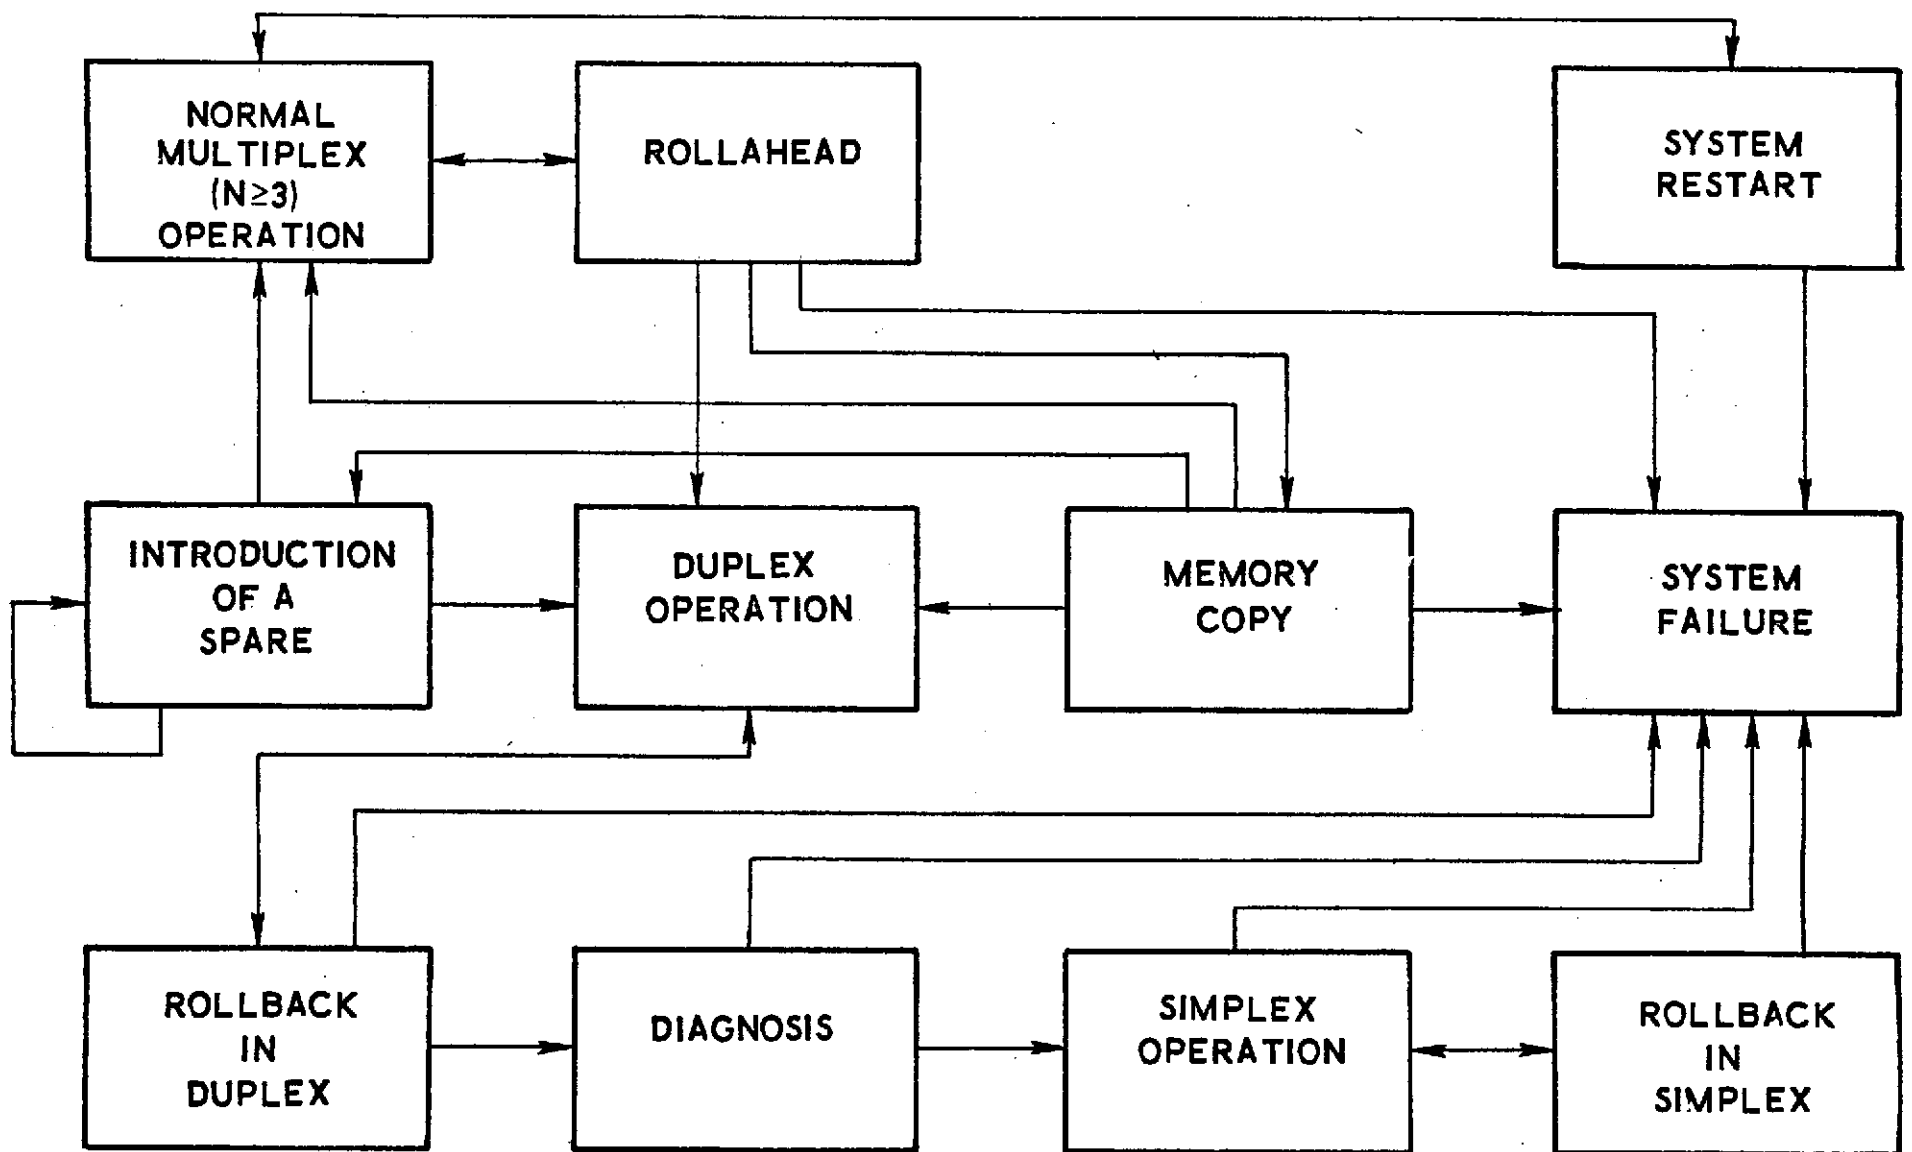 NORMAL
MULTIPLEX
(N≥3)
OPERATION
ROLLAHEAD
SYSTEM
RESTART
INTRODUCTION
OF A
SPARE
DUPLEX
OPERATION
MEMORY
COPY
SYSTEM
FAILURE
ROLLBACK
IN
DUPLEX
DIAGNOSIS
SIMPLEX
OPERATION
ROLLBACK
IN
SIMPLEX